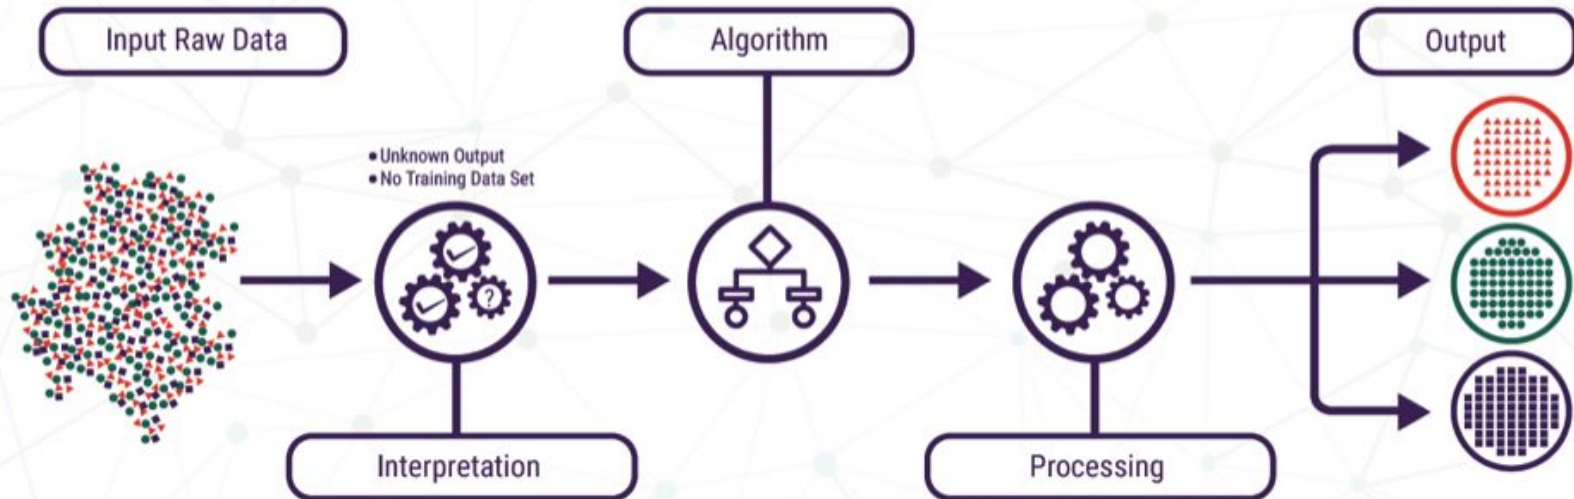 Input Raw Data
Algorithm
Output
• Unknown Output
• No Training Data Set
?
Interpretation
Processing